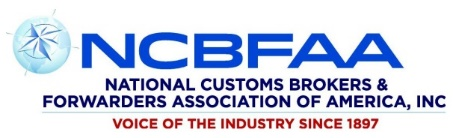 NCBFAA
NATIONAL CUSTOMS BROKERS &
FORWARDERS ASSOCIATION OF AMERICA, INC
VOICE OF THE INDUSTRY SINCE 1897